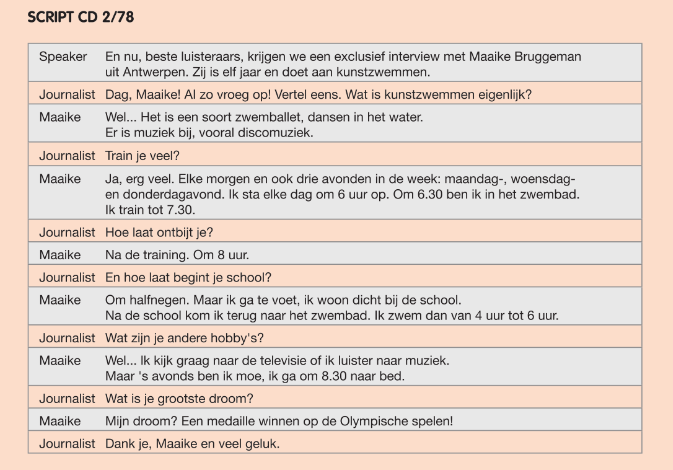 SCRIPT CD 2/78
Speaker En nu, beste luisteraars, krijgen we een exclusief interview met Maaike Bruggeman
uit Antwerpen. Zij is elf jaar en doet aan kunstzwemmen.
Journalist Dag, Maaike! Al zo vroeg op! Vertel eens. Wat is kunstzwemmen eigenlijk?
Maaike Wel... Het is een soort zwemballet, dansen in het water.
Er is muziek bij, vooral discomuziek.
Journalist Train je veel?
Maaike Ja, erg veel. Elke morgen en ook drie avonden in de week: maandag-, woensdag-
en donderdagavond. Ik sta elke dag om 6 uur op. Om 6.30 ben ik in het zwembad.
Ik train tot 7.30.
Journalist Hoe laat ontbijt je?
Maaike Na de training. Om 8 uur.
Journalist En hoe laat begint je school?
Maaike Om halfnegen. Maar ik ga te voet, ik woon dicht bij de school.
Na de school kom ik terug naar het zwembad. Ik zwem dan van 4 uur tot 6 uur.
Journalist Wat zijn je andere hobby's?
Maaike Wel... Ik kijk graag naar de televisie of ik luister naar muziek.
Maar 's avonds ben ik moe, ik ga om 8.30 naar bed.
Journalist Wat is je grootste droom?
Maaike Mijn droom? Een medaille winnen op de Olympische spelen!
Journalist Dank je, Maaike en veel geluk.